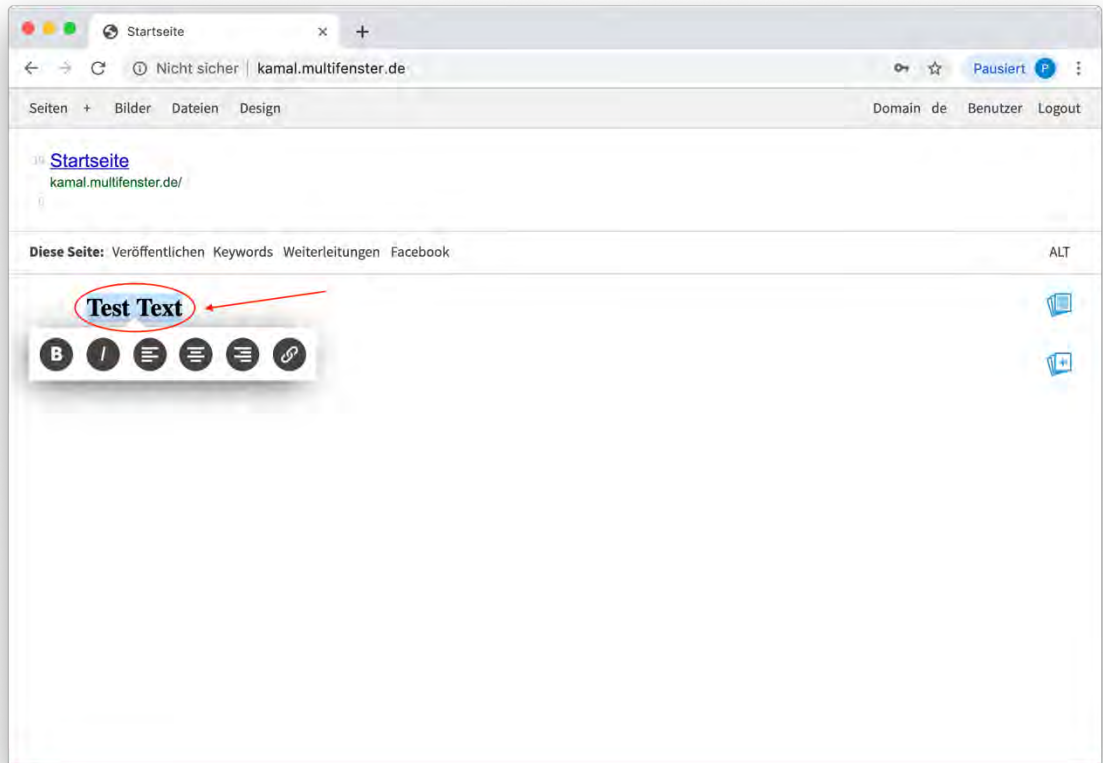 Startseite
Nicht sicher | kamal.multifenster.de
Pausiert P
Seiten + Bilder Dateien Design
Domain de Benutzer Logout
Startseite
kamal.multifenster.de/
Diese Seite: Veröffentlichen Keywords Weiterleitungen Facebook
ALT
Test Text
B I